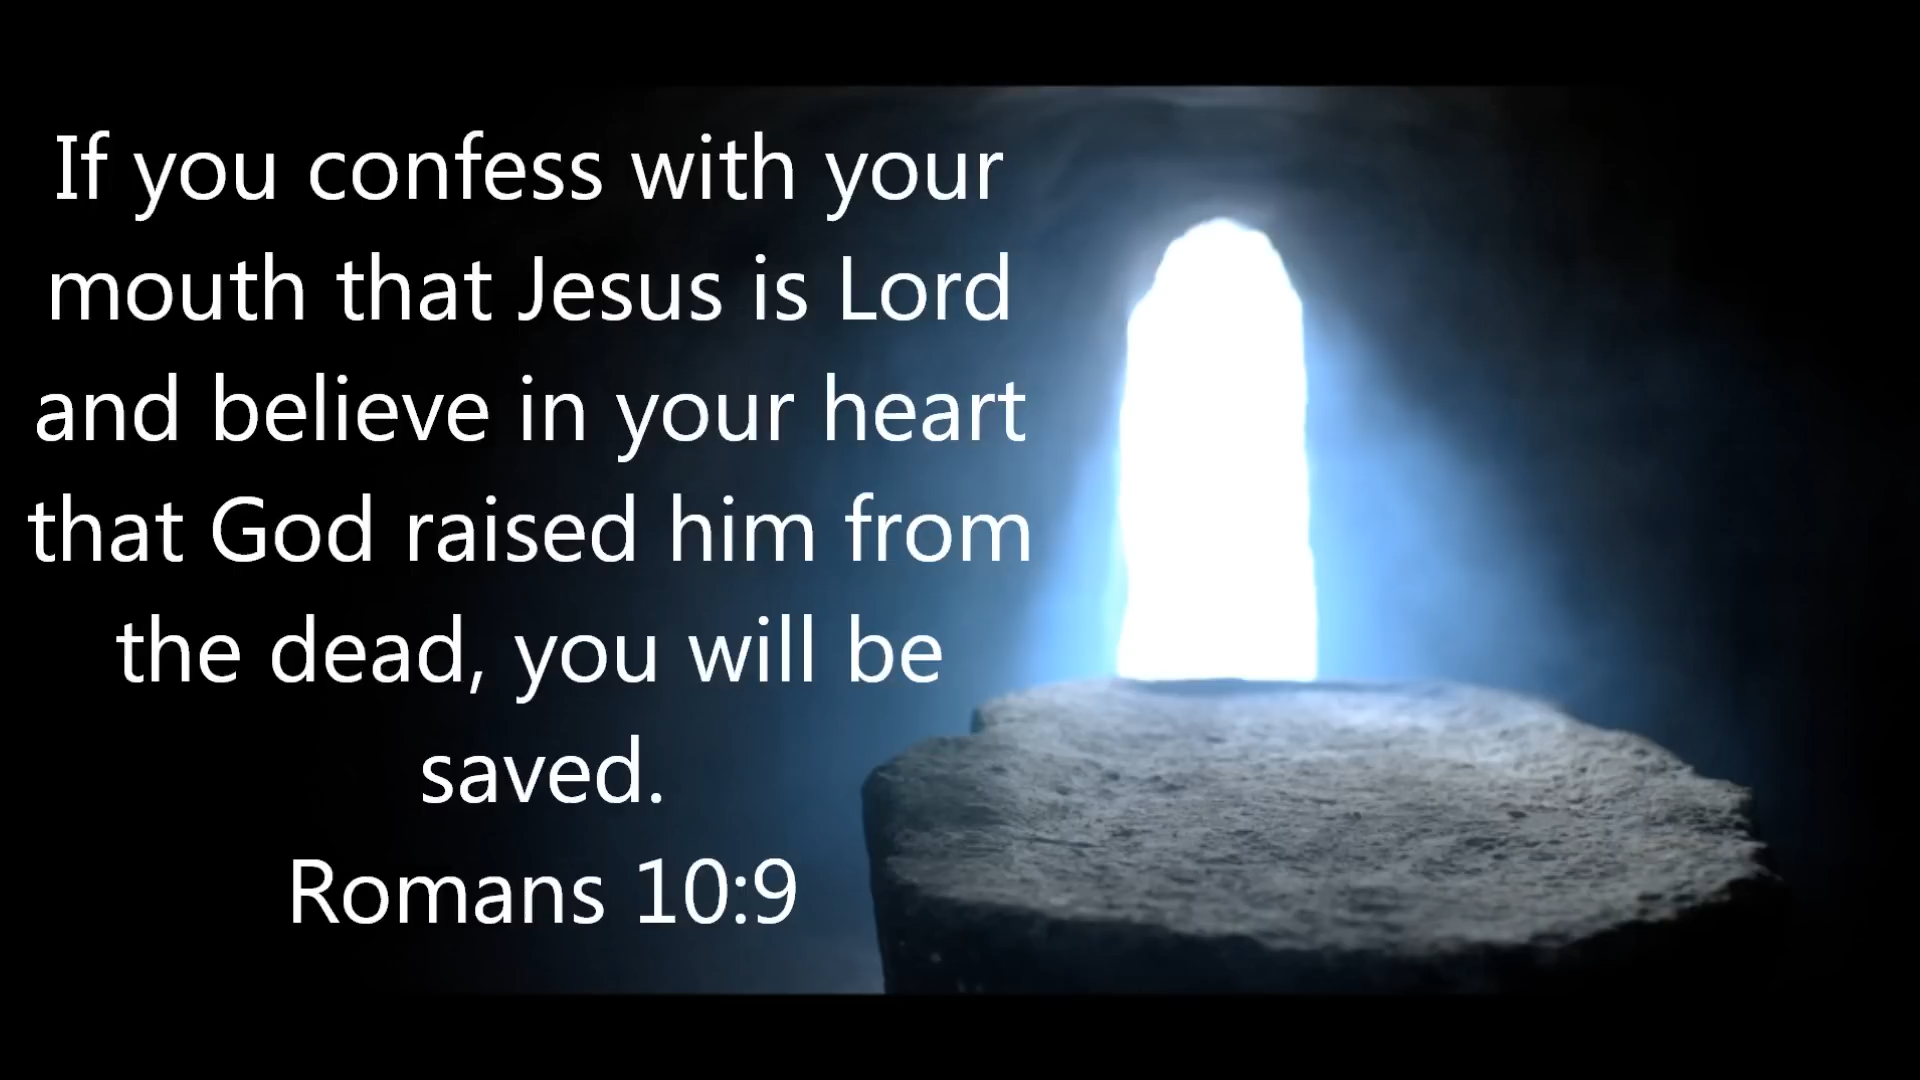 If you confess with your
mouth that Jesus is Lord
and believe in your heart
that God raised him from
the dead, you will be
saved.
Romans 10:9